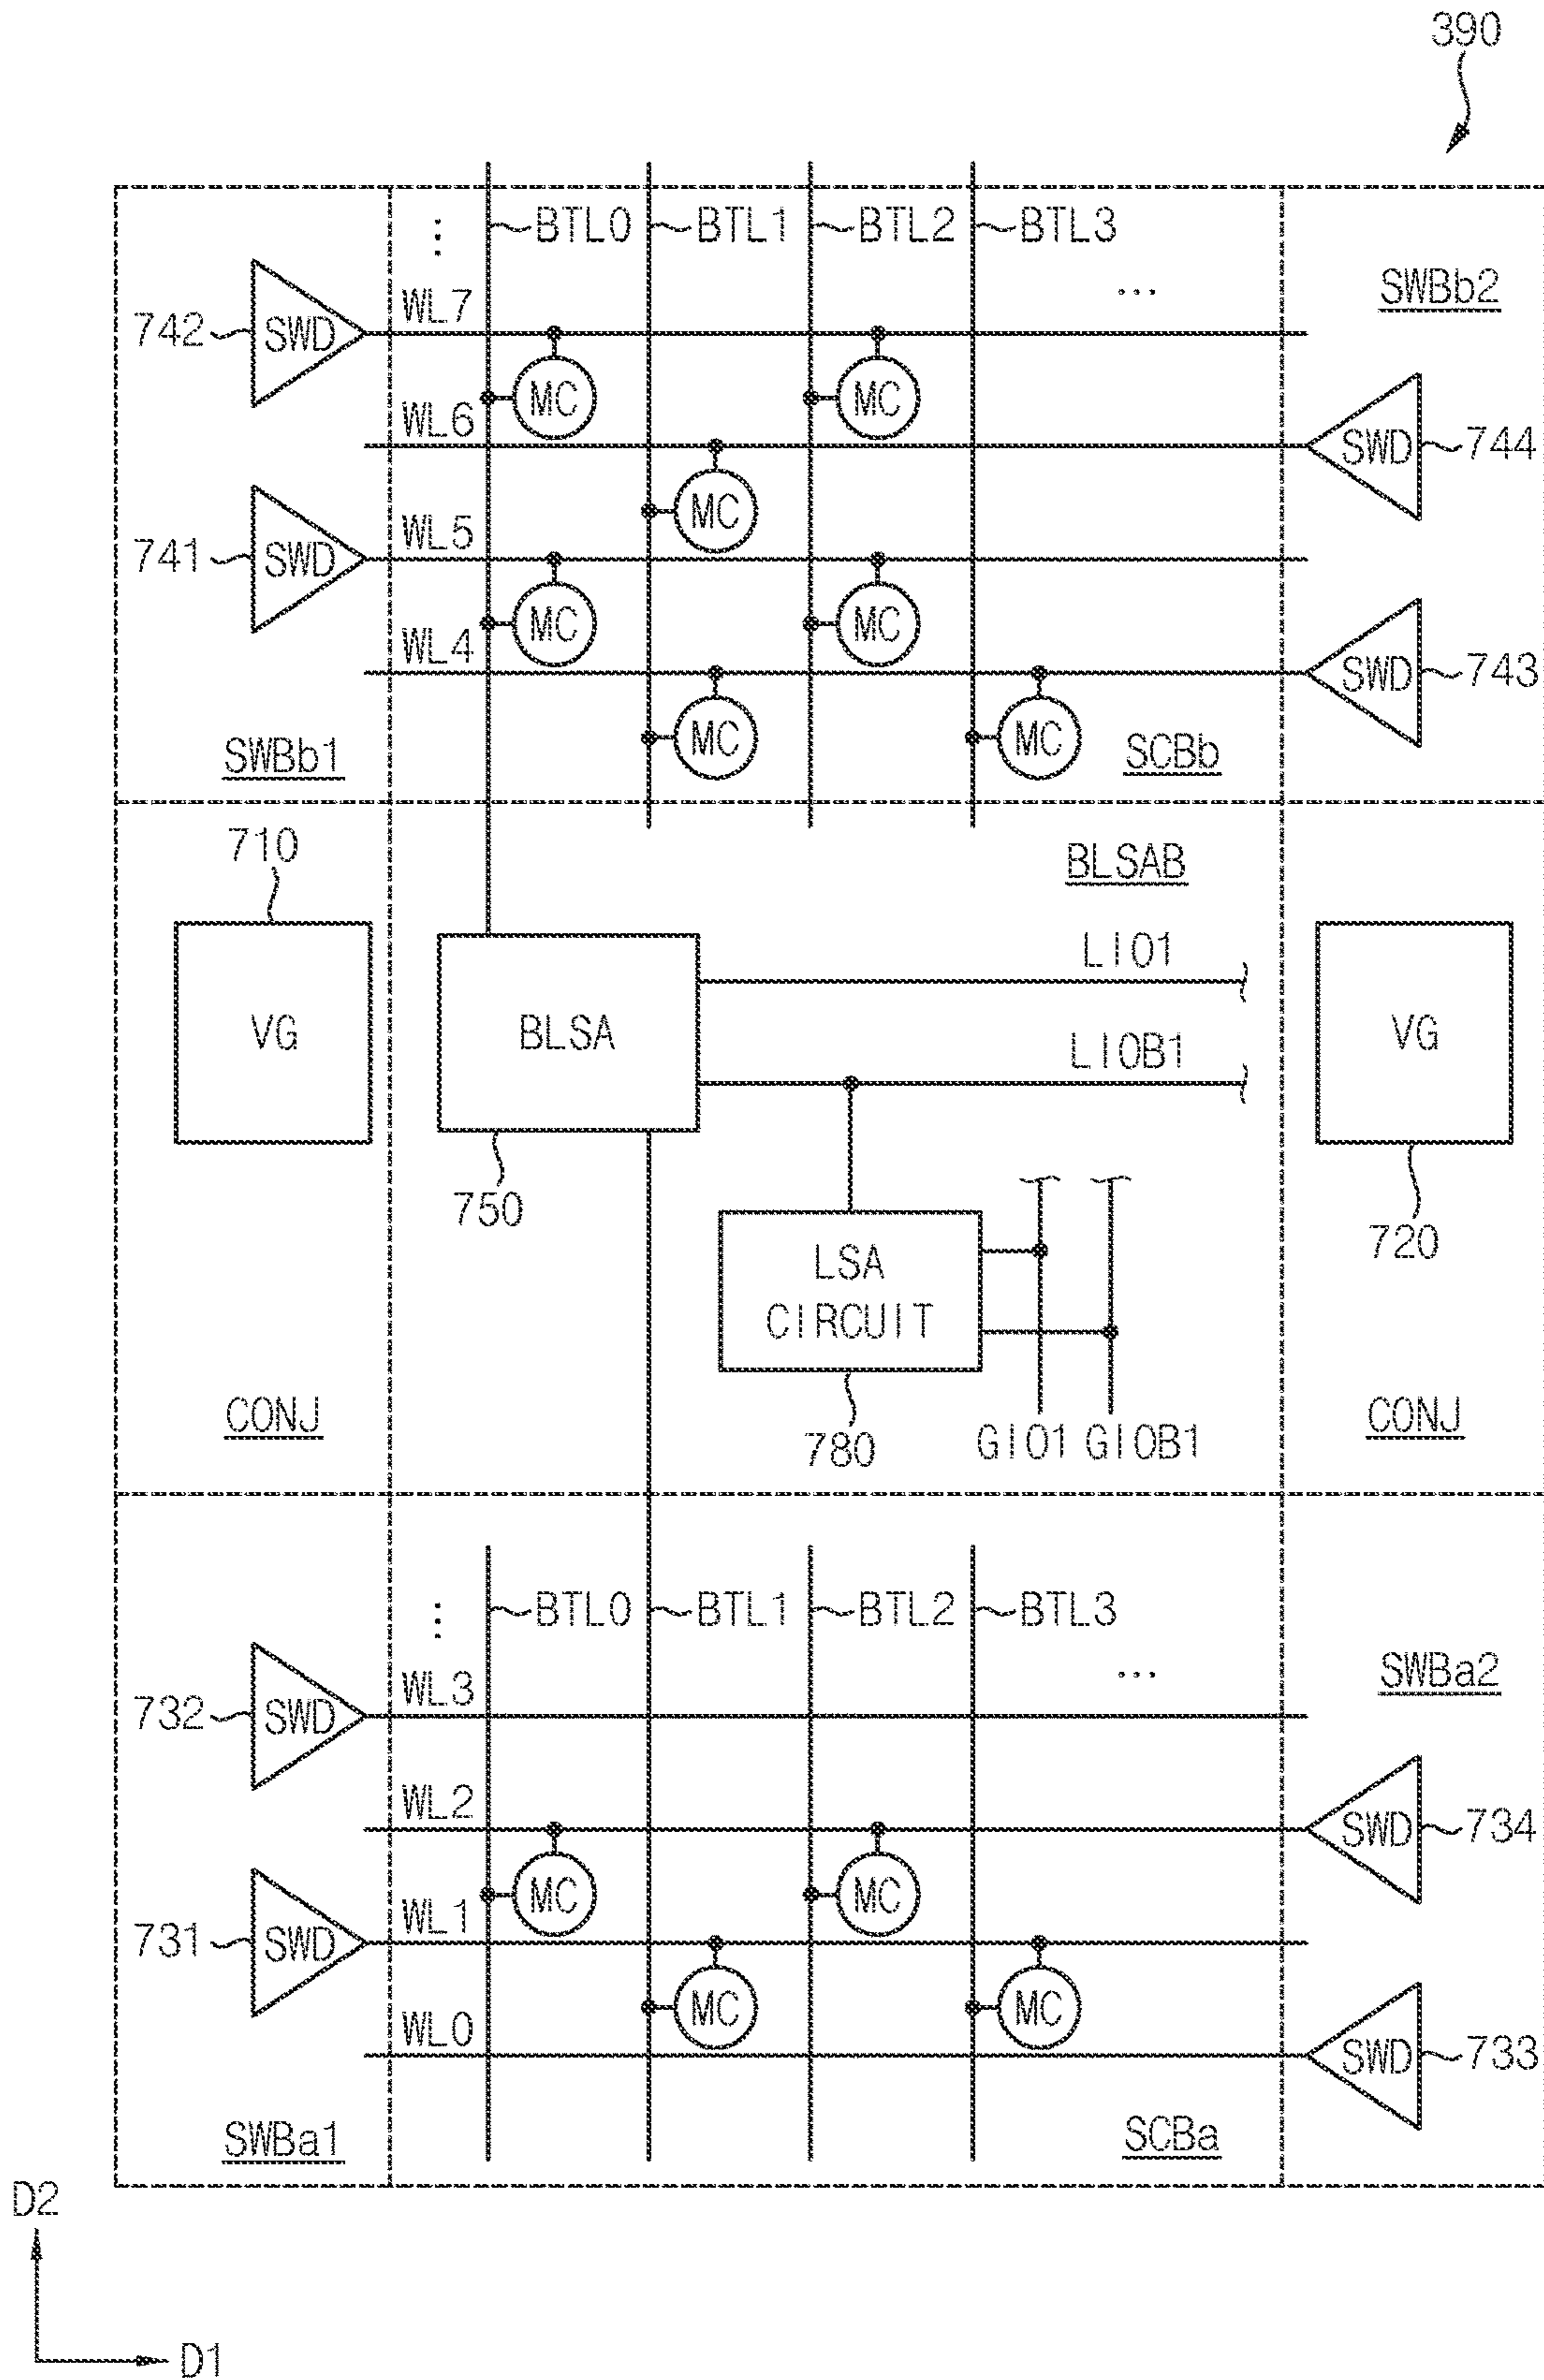 390
BTL0 BTL1 BTL2 BTL3
⋮
SWBb2
742 SWD WL7 ...
MC MC
WL6 SWD 744
MC
741 SWD WL5
MC MC
WL4 SWD 743
MC MC
SWBb1 SCBb
710
BLSAB
LIO1
VG BLSA VG
LIOB1
750
LSA
CIRCUIT
720
CONJ CONJ
780 GIO1 GIOB1
BTL0 BTL1 BTL2 BTL3
⋮
SWBa2
732 SWD WL3 ...
WL2 SWD 734
MC MC
731 SWD WL1
MC MC
WL0 SWD 733
SWBa1 SCBa
D2
D1